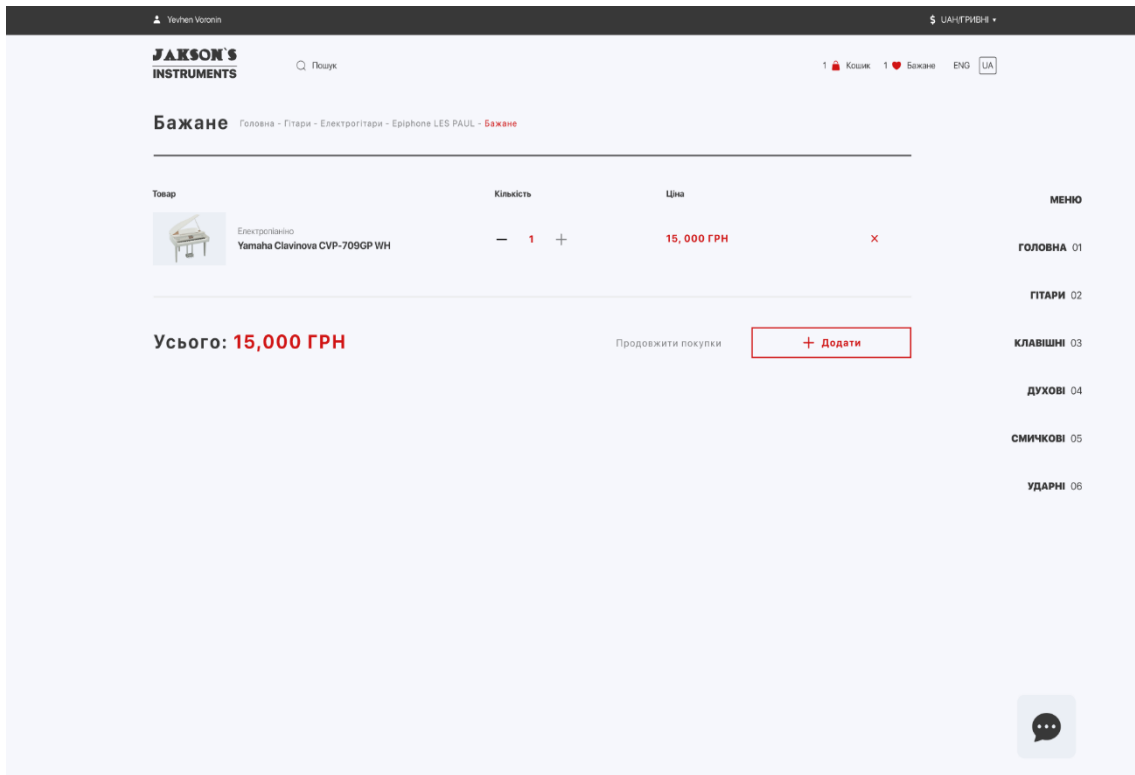 Yevhen Voronin
$ UAH/ГРИВНІ
JAKSON`S
INSTRUMENTS
Пошук
1 Кошик 1 Бажане ENG UA
Бажане Головна - Гітари - Електрогітари - Epiphone LES PAUL - Бажане
Товар Кількість Ціна
Електропіаніно
Yamaha Clavinova CVP-709GP WH
— 1 + 15, 000 ГРН ×
Усього: 15,000 ГРН
Продовжити покупки
+ Додати
МЕНЮ
ГОЛОВНА 01
ГІТАРИ 02
КЛАВІШНІ 03
ДУХОВІ 04
СМИЧКОВІ 05
УДАРНІ 06